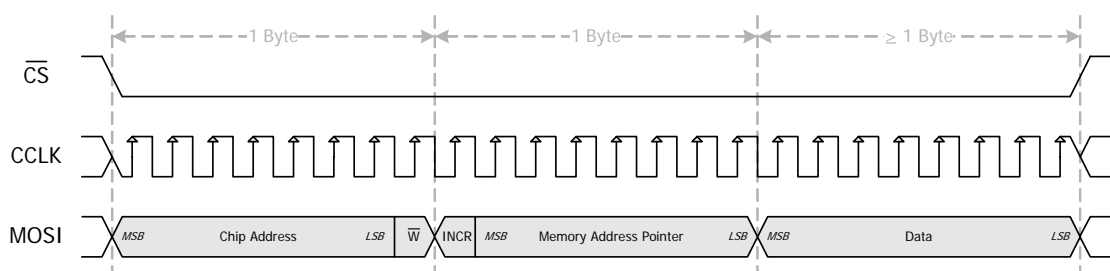 1 Byte 1 Byte ≥ 1 Byte
C̅S̅
CCLK
MOSI MSB Chip Address LSB W̅ INCR MSB Memory Address Pointer LSB MSB Data LSB